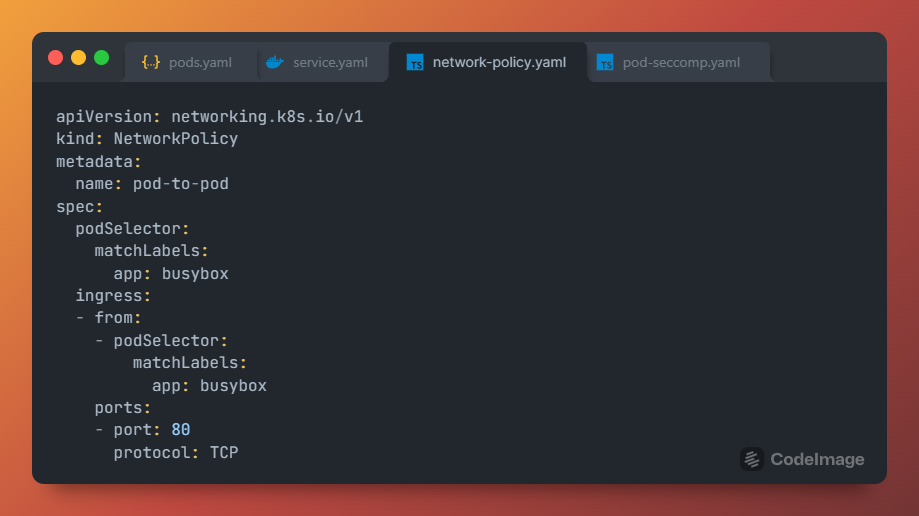 {...} pods.yaml service.yaml TS network-policy.yaml TS pod-seccomp.yaml
apiVersion: networking.k8s.io/v1
kind: NetworkPolicy
metadata:
  name: pod-to-pod
spec:
  podSelector:
    matchLabels:
      app: busybox
  ingress:
  - from:
    - podSelector:
        matchLabels:
          app: busybox
    ports:
    - port: 80
      protocol: TCP
CodeImage